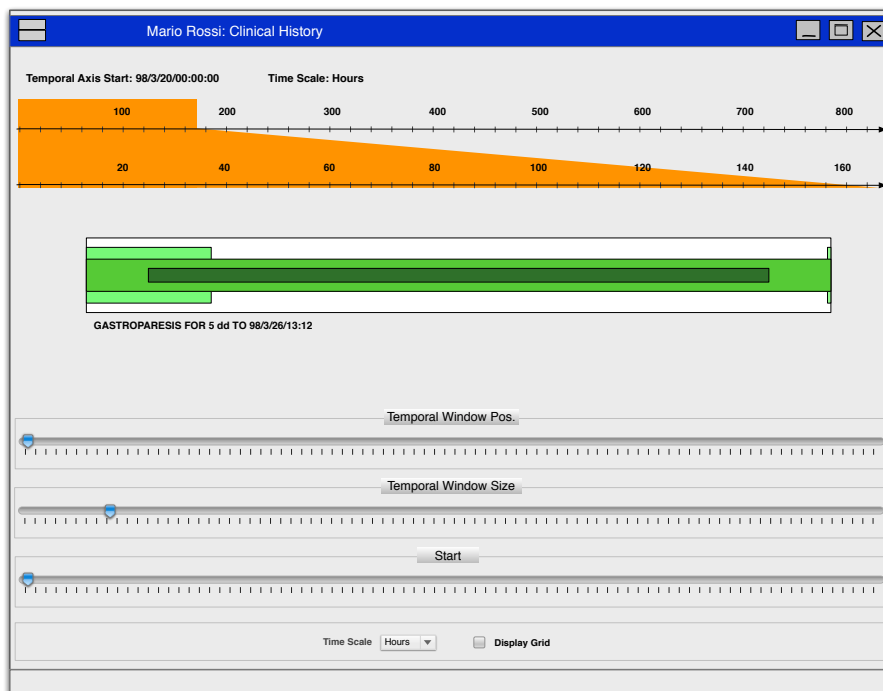 Mario Rossi: Clinical History
Temporal Axis Start: 98/3/20/00:00:00 Time Scale: Hours
100 200 300 400 500 600 700 800
20 40 60 80 100 120 140 160
GASTROPARESIS FOR 5 dd TO 98/3/26/13:12
Temporal Window Pos.
Temporal Window Size
Start
Time Scale Hours Display Grid